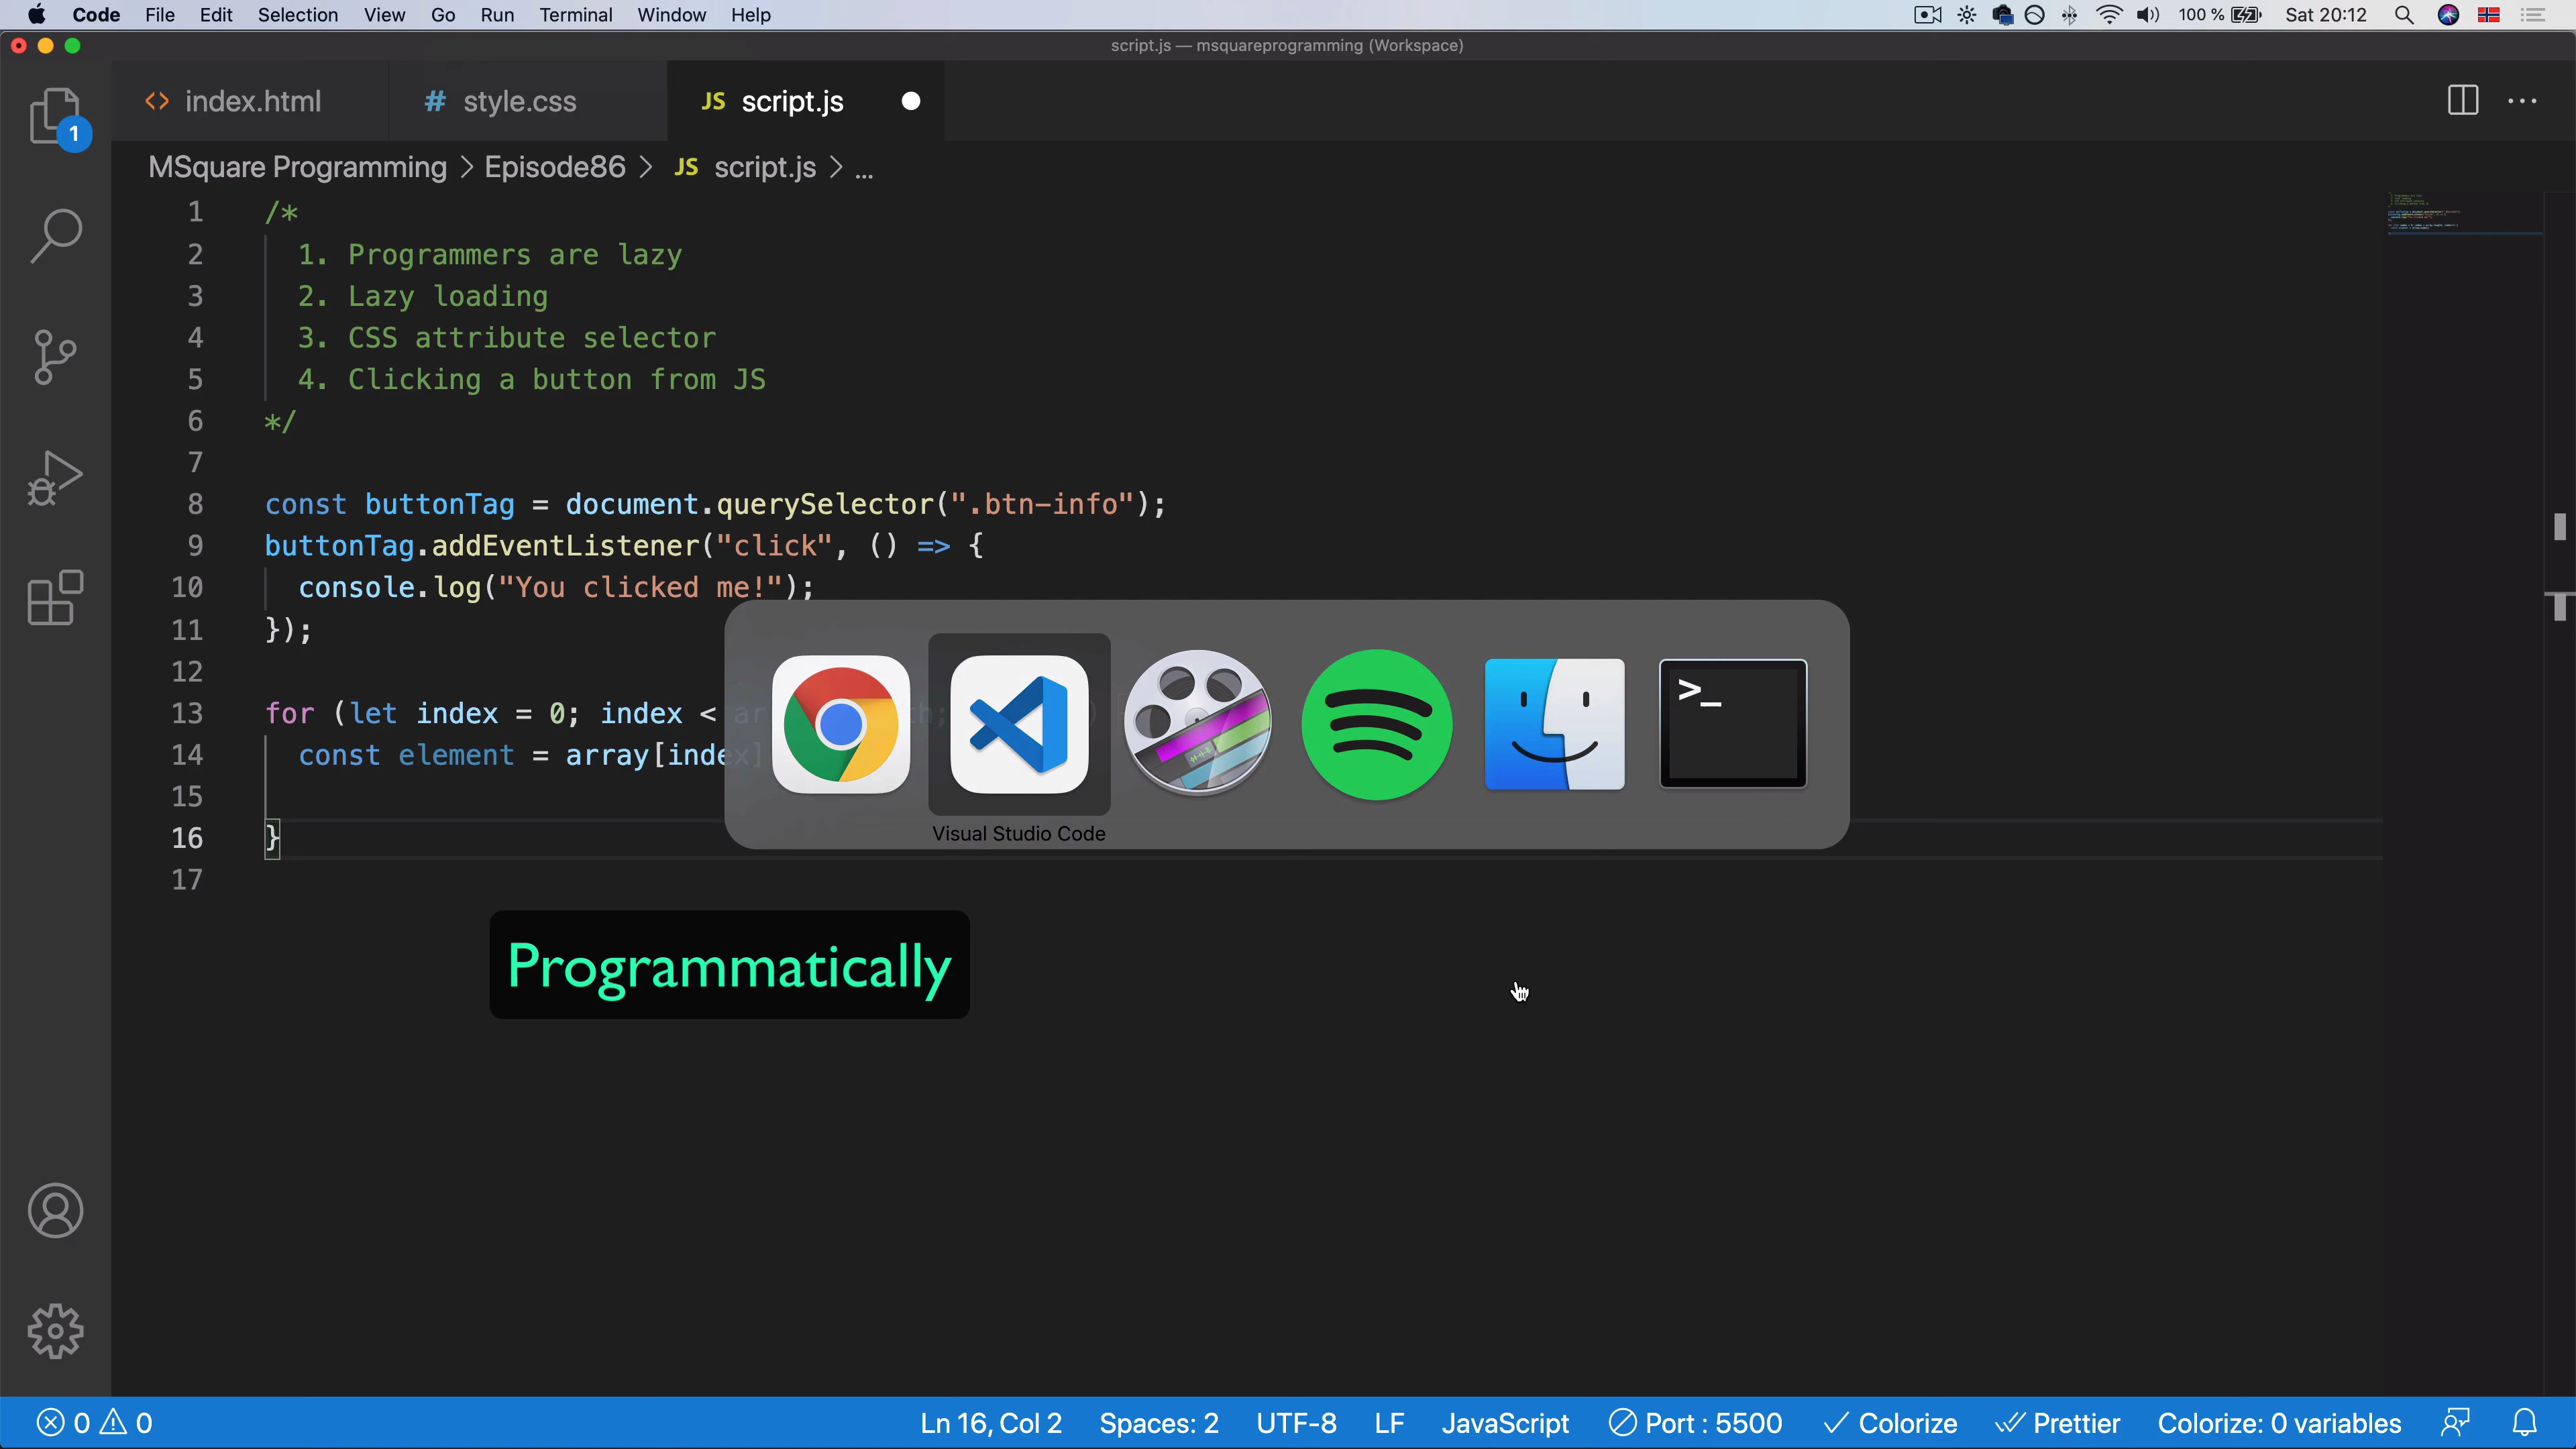 Code File Edit Selection View Go Run Terminal Window Help 100 % Sat 20:12
script.js — msquareprogramming (Workspace)
<> index.html # style.css JS script.js
1
MSquare Programming > Episode86 > JS script.js > ...
1 /*
2 1. Programmers are lazy
3 2. Lazy loading
4 3. CSS attribute selector
5 4. Clicking a button from JS
6 */
7
8 const buttonTag = document.querySelector(".btn-info");
9 buttonTag.addEventListener("click", () => {
10 console.log("You clicked me!");
11 });
12
13 for (let index = 0; index < ar
14 const element = array[index]
15
16 }
17
>_
Visual Studio Code
Programmatically
0 0 Ln 16, Col 2 Spaces: 2 UTF-8 LF JavaScript Port : 5500 Colorize Prettier Colorize: 0 variables